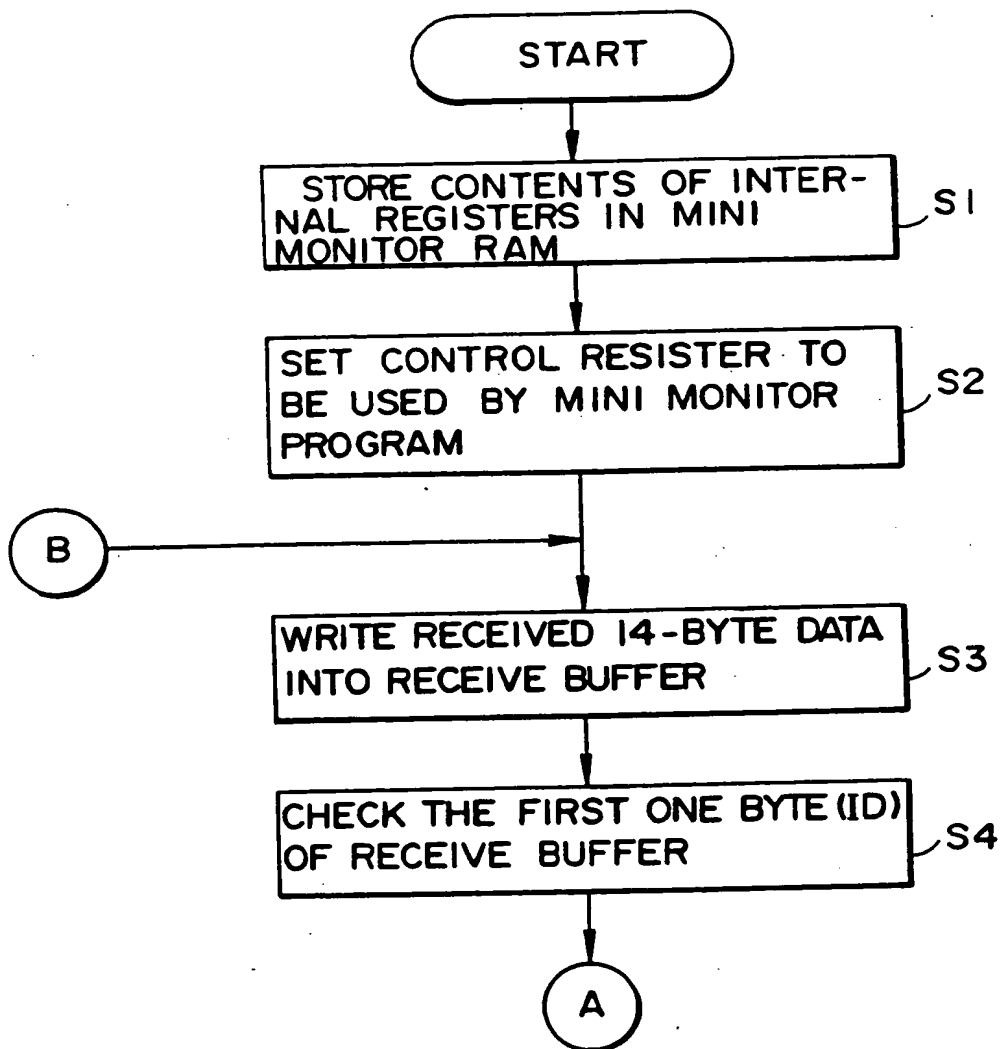 START
STORE CONTENTS OF INTER-
NAL REGISTERS IN MINI
MONITOR RAM
S1
SET CONTROL RESISTER TO
BE USED BY MINI MONITOR
PROGRAM
S2
B
WRITE RECEIVED 14-BYTE DATA
INTO RECEIVE BUFFER
S3
CHECK THE FIRST ONE BYTE (ID)
OF RECEIVE BUFFER
S4
A